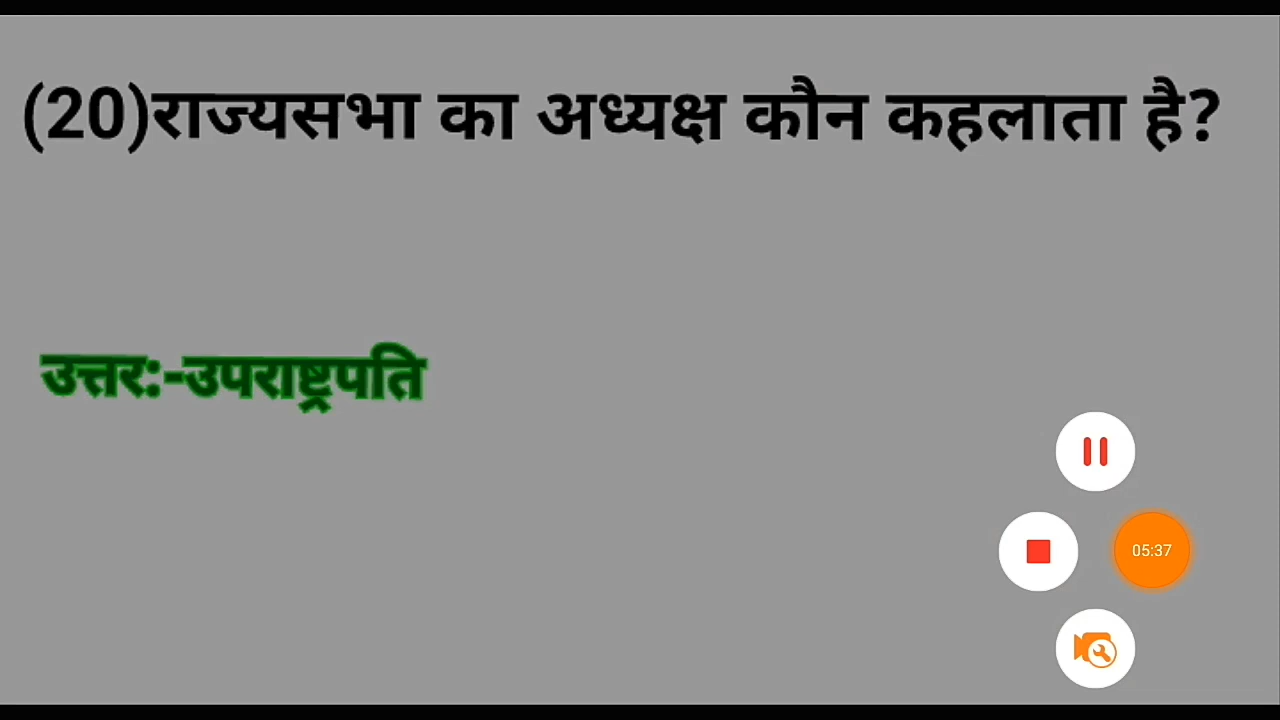 (20)राज्यसभा का अध्यक्ष कौन कहलाता है?
उत्तर:-उपराष्ट्रपति
05:37